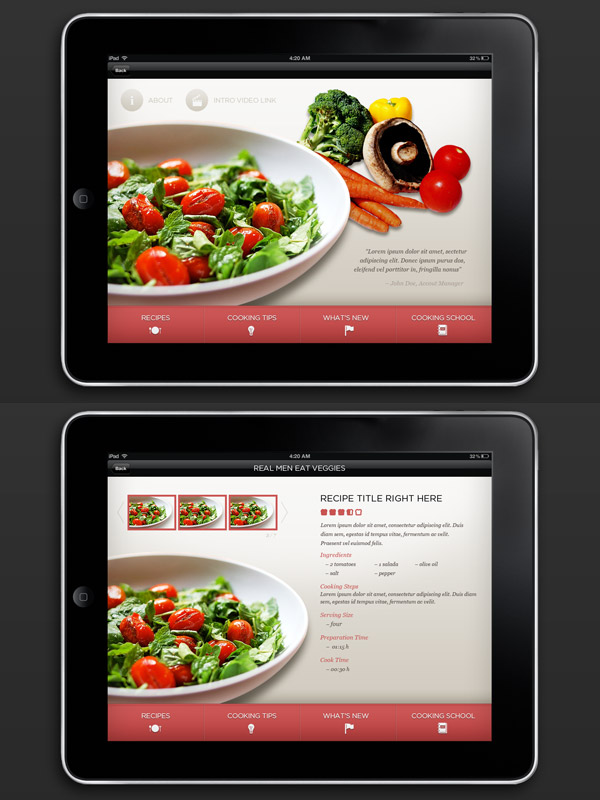 iPad
4:20 AM
32%
Back
ABOUT
INTRO VIDEO LINK
"Lorem ipsum dolor sit amet, sectetur
adipiscing elit. Donec ipsum purus dus,
eleifend vel porttitor in, fringilla namus"
– John Doe, Annual Manager
RECIPES
COOKING TIPS
WHAT'S NEW
COOKING SCHOOL
iPad
4:20 AM
32%
Back
REAL MEN EAT VEGGIES
RECIPE TITLE RIGHT HERE
Lorem ipsum dolor sit amet, consectetur adipiscing elit. Duis
diam sem, egestas id tempus vitae, fermentum ac velit.
Praesent vel euismod felis.
Ingredients
– 2 tomatoes – 1 salada – olive oil
– salt – pepper
Cooking Steps
Lorem ipsum dolor sit amet, consectetur adipiscing elit. Duis
diam sem, egestas id tempus vitae, fermentum ac velit.
Serving Size
– four
Preparation Time
– 01:15 h
Cook Time
– 00:30 h
RECIPES
COOKING TIPS
WHAT'S NEW
COOKING SCHOOL